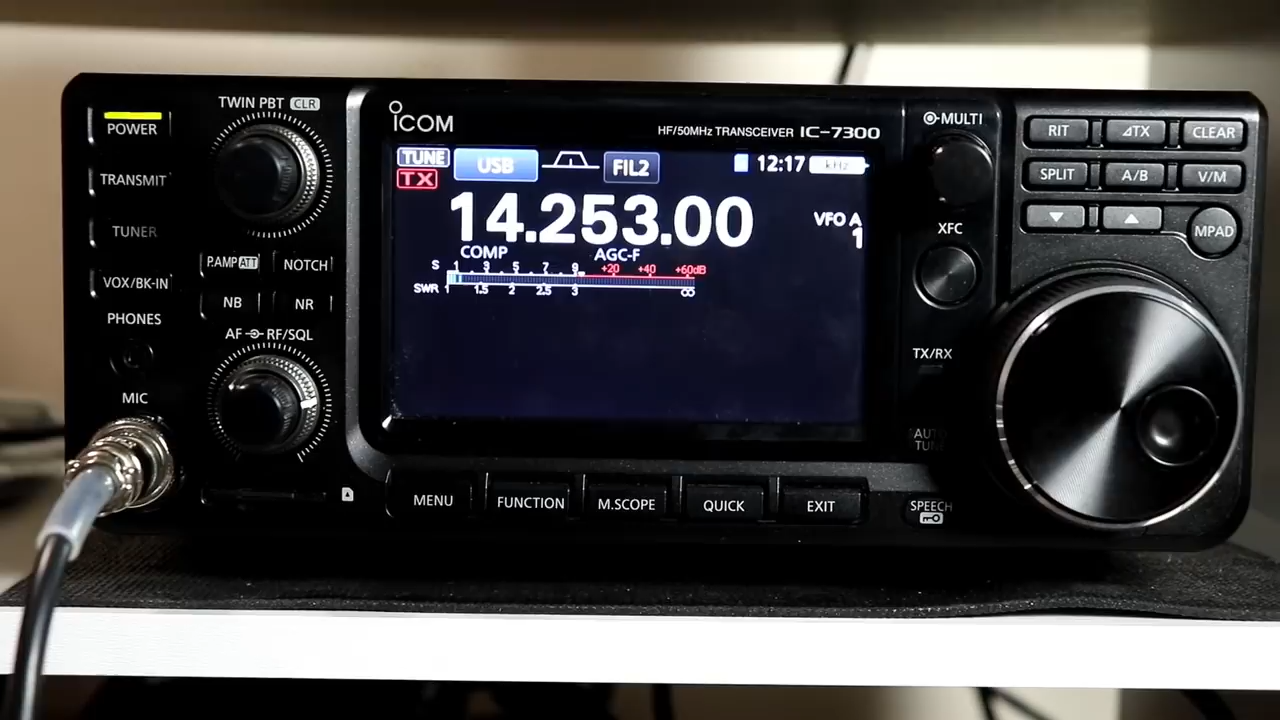 TWIN PBT CLR
POWER
TRANSMIT
TUNER
VOX/BK-IN
PHONES
MIC
P.AMP ATT
NOTCH
NB
NR
AF RF/SQL
ICOM
HF/50MHz TRANSCEIVER IC-7300
TUNE USB FIL2 12:17 kHz
TX
14.253.00
VFO A
1
COMP AGC-F
S 1 3 5 7 9 +20 +40 +60dB
SWR 1 1.5 2 2.5 3 ∞
MENU
FUNCTION
M.SCOPE
QUICK
EXIT
MULTI
XFC
TX/RX
AUTO
TUNE
SPEECH
RIT
⊿TX
CLEAR
SPLIT
A/B
V/M
▼
▲
MPAD